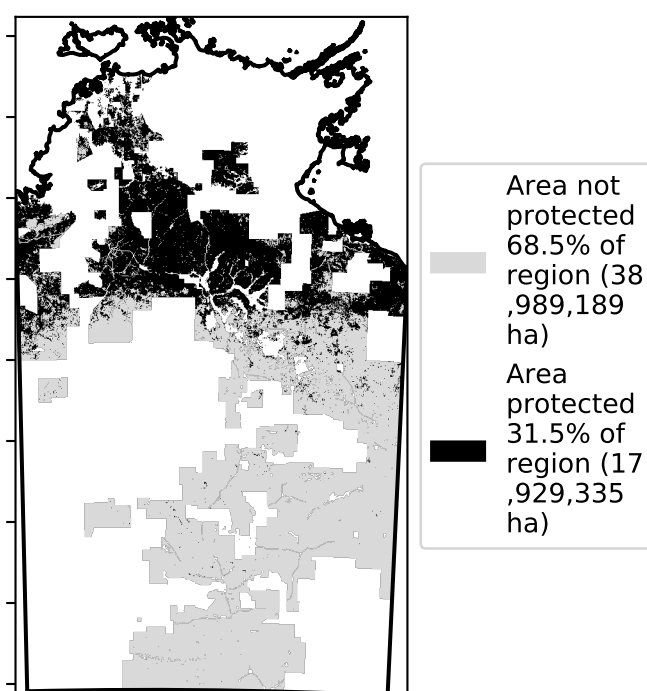 Area not
protected
68.5% of
region (38
,989,189
ha)
Area
protected
31.5% of
region (17
,929,335
ha)